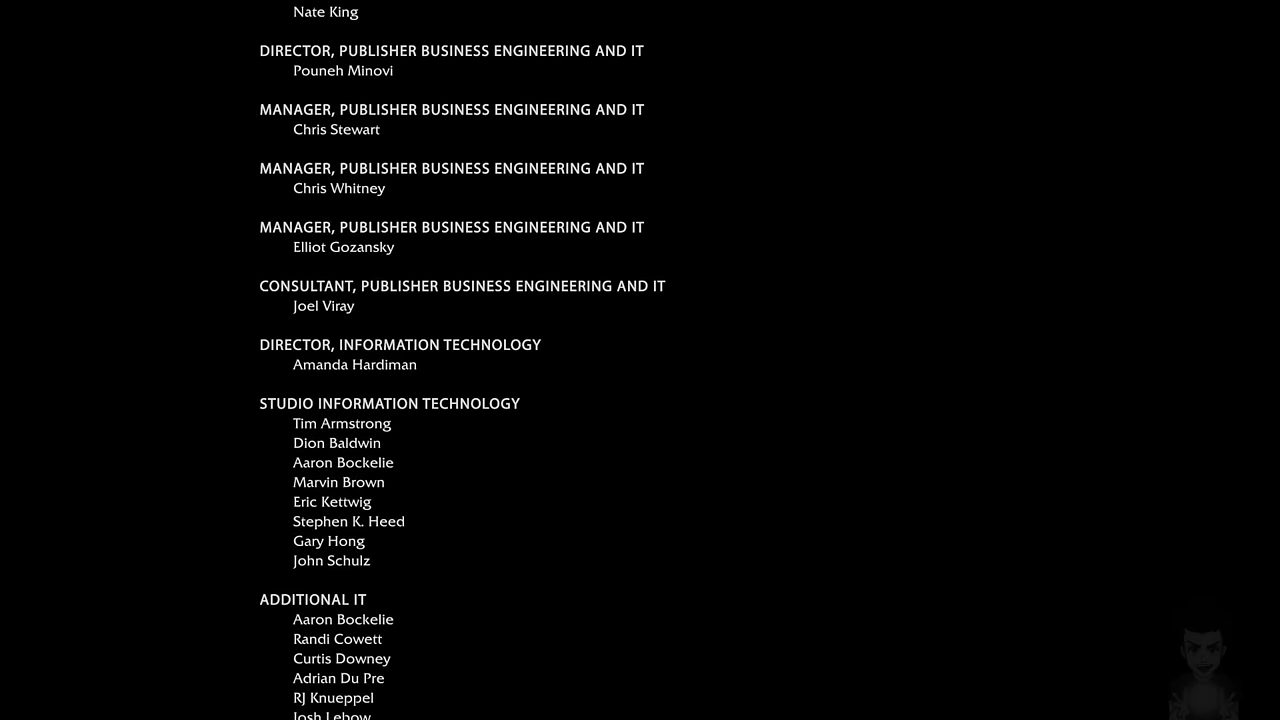 Nate King
DIRECTOR, PUBLISHER BUSINESS ENGINEERING AND IT
Pouneh Minovi
MANAGER, PUBLISHER BUSINESS ENGINEERING AND IT
Chris Stewart
MANAGER, PUBLISHER BUSINESS ENGINEERING AND IT
Chris Whitney
MANAGER, PUBLISHER BUSINESS ENGINEERING AND IT
Elliot Gozansky
CONSULTANT, PUBLISHER BUSINESS ENGINEERING AND IT
Joel Viray
DIRECTOR, INFORMATION TECHNOLOGY
Amanda Hardiman
STUDIO INFORMATION TECHNOLOGY
Tim Armstrong
Dion Baldwin
Aaron Bockelie
Marvin Brown
Eric Kettwig
Stephen K. Heed
Gary Hong
John Schulz
ADDITIONAL IT
Aaron Bockelie
Randi Cowett
Curtis Downey
Adrian Du Pre
RJ Knueppel
Josh Lebow